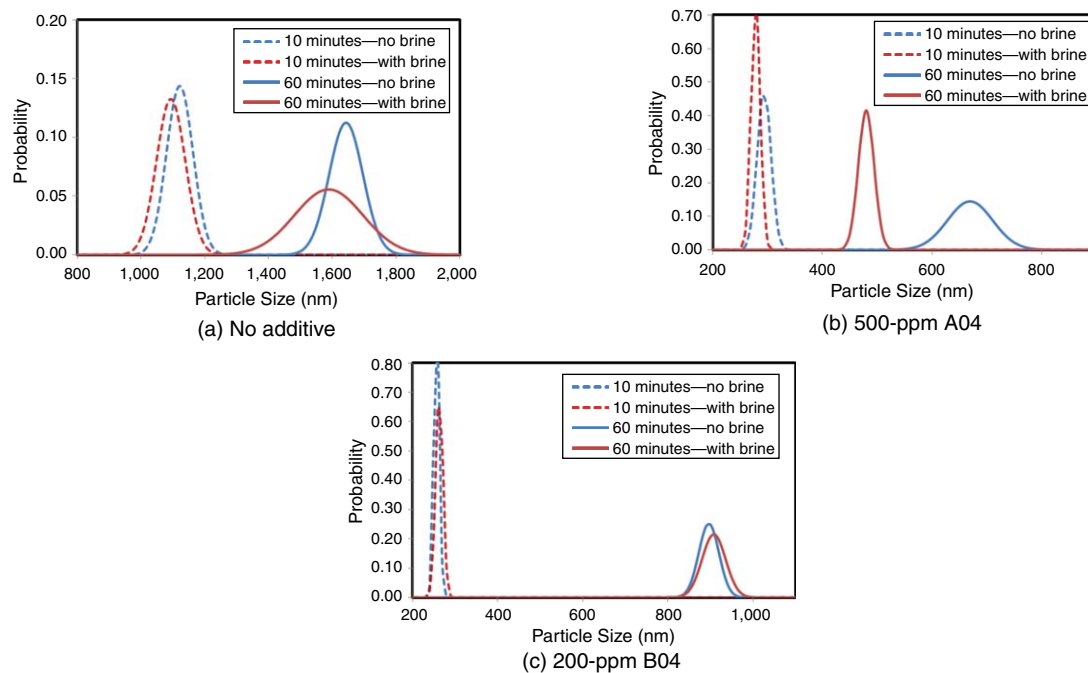 0.20
0.15
0.10
0.05
0.00
Probability
10 minutes—no brine
10 minutes—with brine
60 minutes—no brine
60 minutes—with brine
800 1,000 1,200 1,400 1,600 1,800 2,000
Particle Size (nm)
(a) No additive
0.70
0.60
0.50
0.40
0.30
0.20
0.10
0.00
Probability
10 minutes—no brine
10 minutes—with brine
60 minutes—no brine
60 minutes—with brine
200 400 600 800
Particle Size (nm)
(b) 500-ppm A04
0.80
0.70
0.60
0.50
0.40
0.30
0.20
0.10
0.00
Probability
10 minutes—no brine
10 minutes—with brine
60 minutes—no brine
60 minutes—with brine
200 400 600 800 1,000
Particle Size (nm)
(c) 200-ppm B04